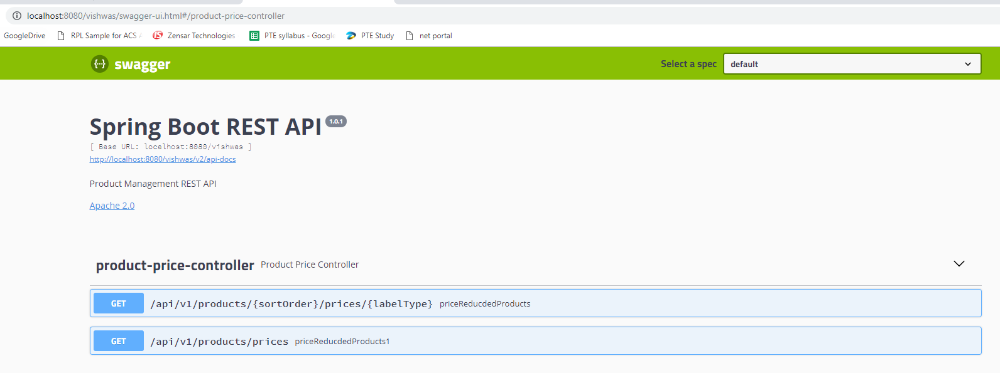 localhost:8080/vishwas/swagger-ui.html#/product-price-controller
GoogleDrive RPL Sample for ACS Zensar Technologies PTE syllabus - Google PTE Study net portal
{··} swagger Select a spec default
Spring Boot REST API 1.0.1
[ Base URL: localhost:8080/vishwas ]
http://localhost:8080/vishwas/v2/api-docs
Product Management REST API
Apache 2.0
product-price-controller Product Price Controller
GET /api/v1/products/{sortOrder}/prices/{labelType} priceReducdedProducts
GET /api/v1/products/prices priceReducdedProducts1